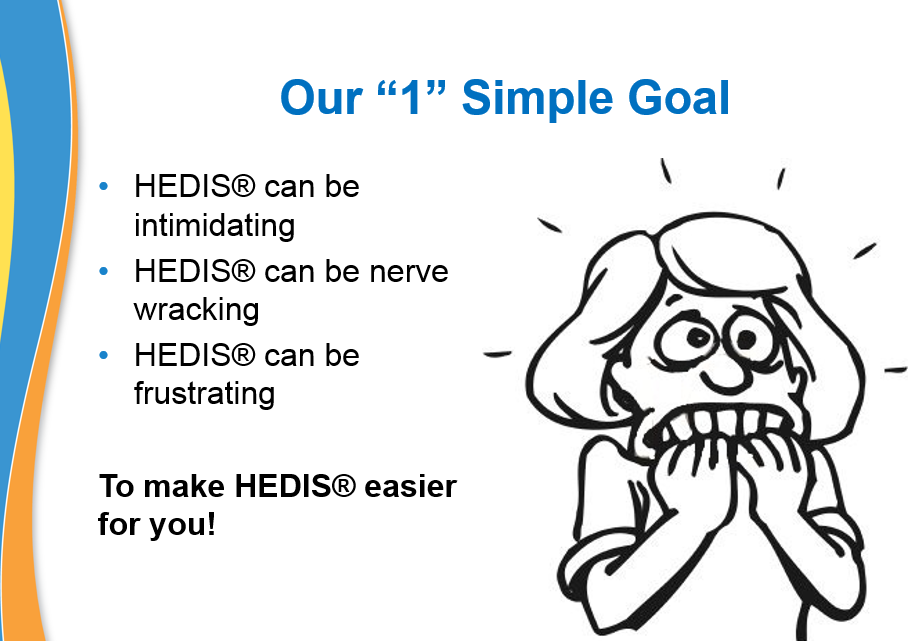 Our “1” Simple Goal
• HEDIS® can be
intimidating
• HEDIS® can be nerve
wracking
• HEDIS® can be
frustrating
To make HEDIS® easier
for you!